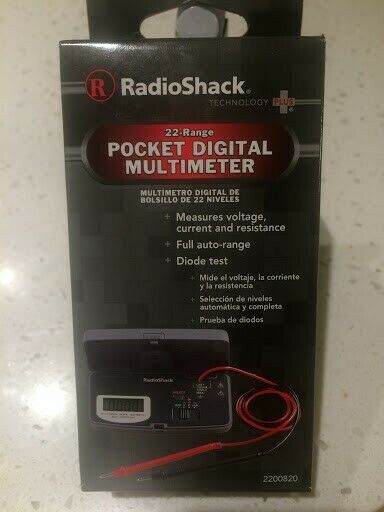 R RadioShack®
TECHNOLOGY PLUS®
22-Range
POCKET DIGITAL
MULTIMETER
MULTÍMETRO DIGITAL DE
BOLSILLO DE 22 NIVELES
+ Measures voltage,
current and resistance
+ Full auto-range
+ Diode test
+ Mide el voltaje, la corriente
y la resistencia
+ Selección de niveles
automática y completa
+ Prueba de diodos
RadioShack
SELECT
2200820